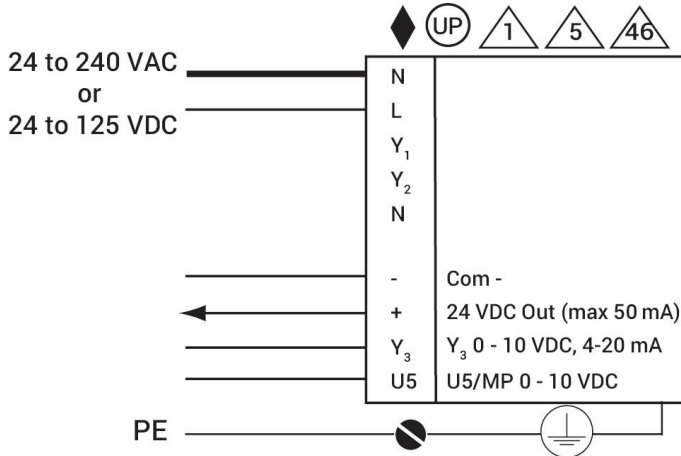 UP 1 5 46
24 to 240 VAC
or
24 to 125 VDC
N
L
Y₁
Y₂
N
- Com -
+ 24 VDC Out (max 50 mA)
Y₃ Y₃ 0 - 10 VDC, 4-20 mA
U5 U5/MP 0 - 10 VDC
PE